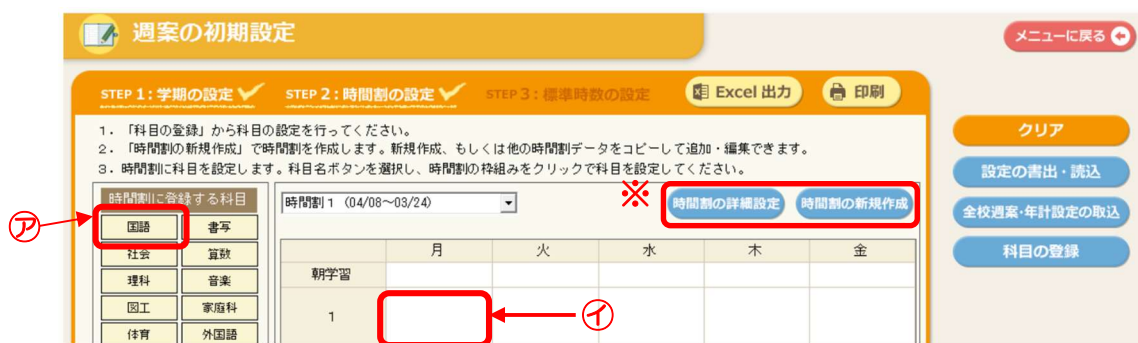 週案の初期設定
メニューに戻る
STEP 1:学期の設定 STEP 2:時間割の設定 STEP 3:標準時数の設定 Excel 出力 印刷
1. 「科目の登録」から科目の設定を行ってください。
2. 「時間割の新規作成」で時間割を作成します。新規作成、もしくは他の時間割データをコピーして追加・編集できます。
3. 時間割に科目を設定します。科目名ボタンを選択し、時間割の枠組みをクリックで科目を設定してください。
クリア
設定の書出・読込
全校週案・年計設定の取込
科目の登録
時間割に登録する科目
㋐
国語 書写
社会 算数
理科 音楽
図工 家庭科
体育 外国語
時間割1 (04/08~03/24)
※
時間割の詳細設定 時間割の新規作成
月 火 水 木 金
朝学習
1
㋑